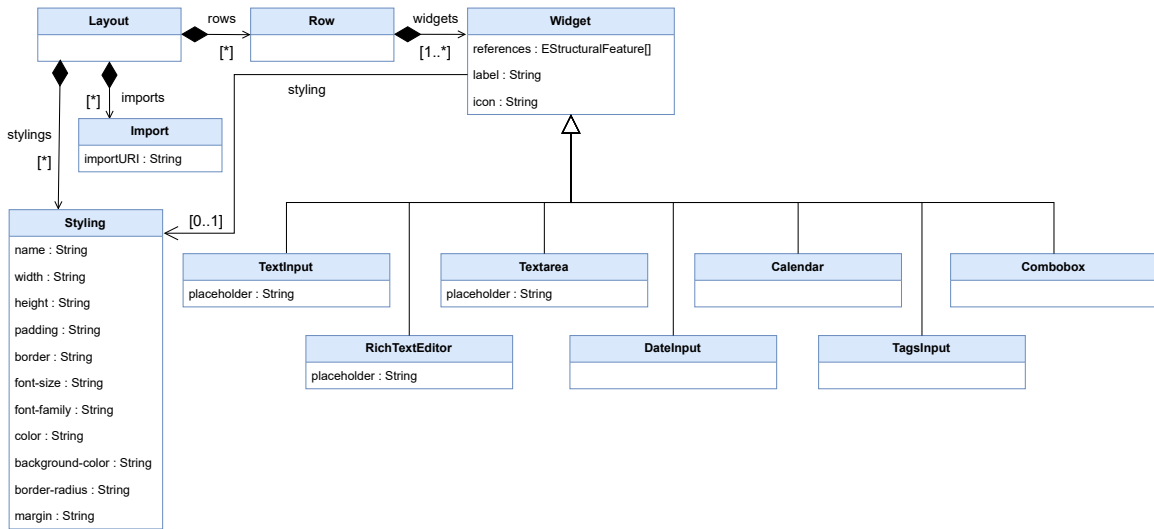 Layout
rows
[*]
Row
widgets
[1..*]
Widget
references : EStructuralFeature[]
label : String
icon : String
styling
[0..1]
imports
[*]
Import
importURI : String
stylings
[*]
Styling
name : String
width : String
height : String
padding : String
border : String
font-size : String
font-family : String
color : String
background-color : String
border-radius : String
margin : String
TextInput
placeholder : String
Textarea
placeholder : String
Calendar
Combobox
RichTextEditor
placeholder : String
DateInput
TagsInput